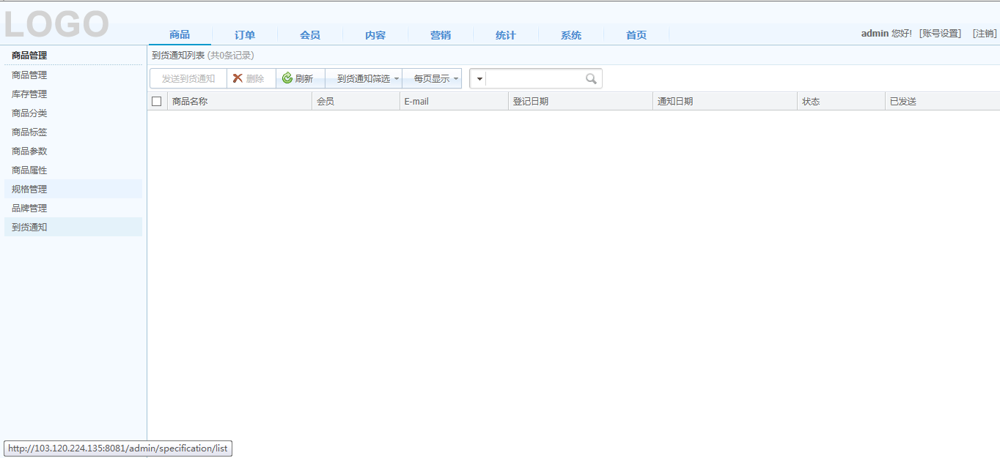 LOGO
商品 订单 会员 内容 营销 统计 系统 首页
admin 您好! [账号设置] [注销]
商品管理
商品管理
库存管理
商品分类
商品标签
商品参数
商品属性
规格管理
品牌管理
到货通知
到货通知列表 (共0条记录)
发送到货通知 删除 刷新 到货通知筛选 每页显示
商品名称 会员 E-mail 登记日期 通知日期 状态 已发送
http://103.120.224.135:8081/admin/specification/list